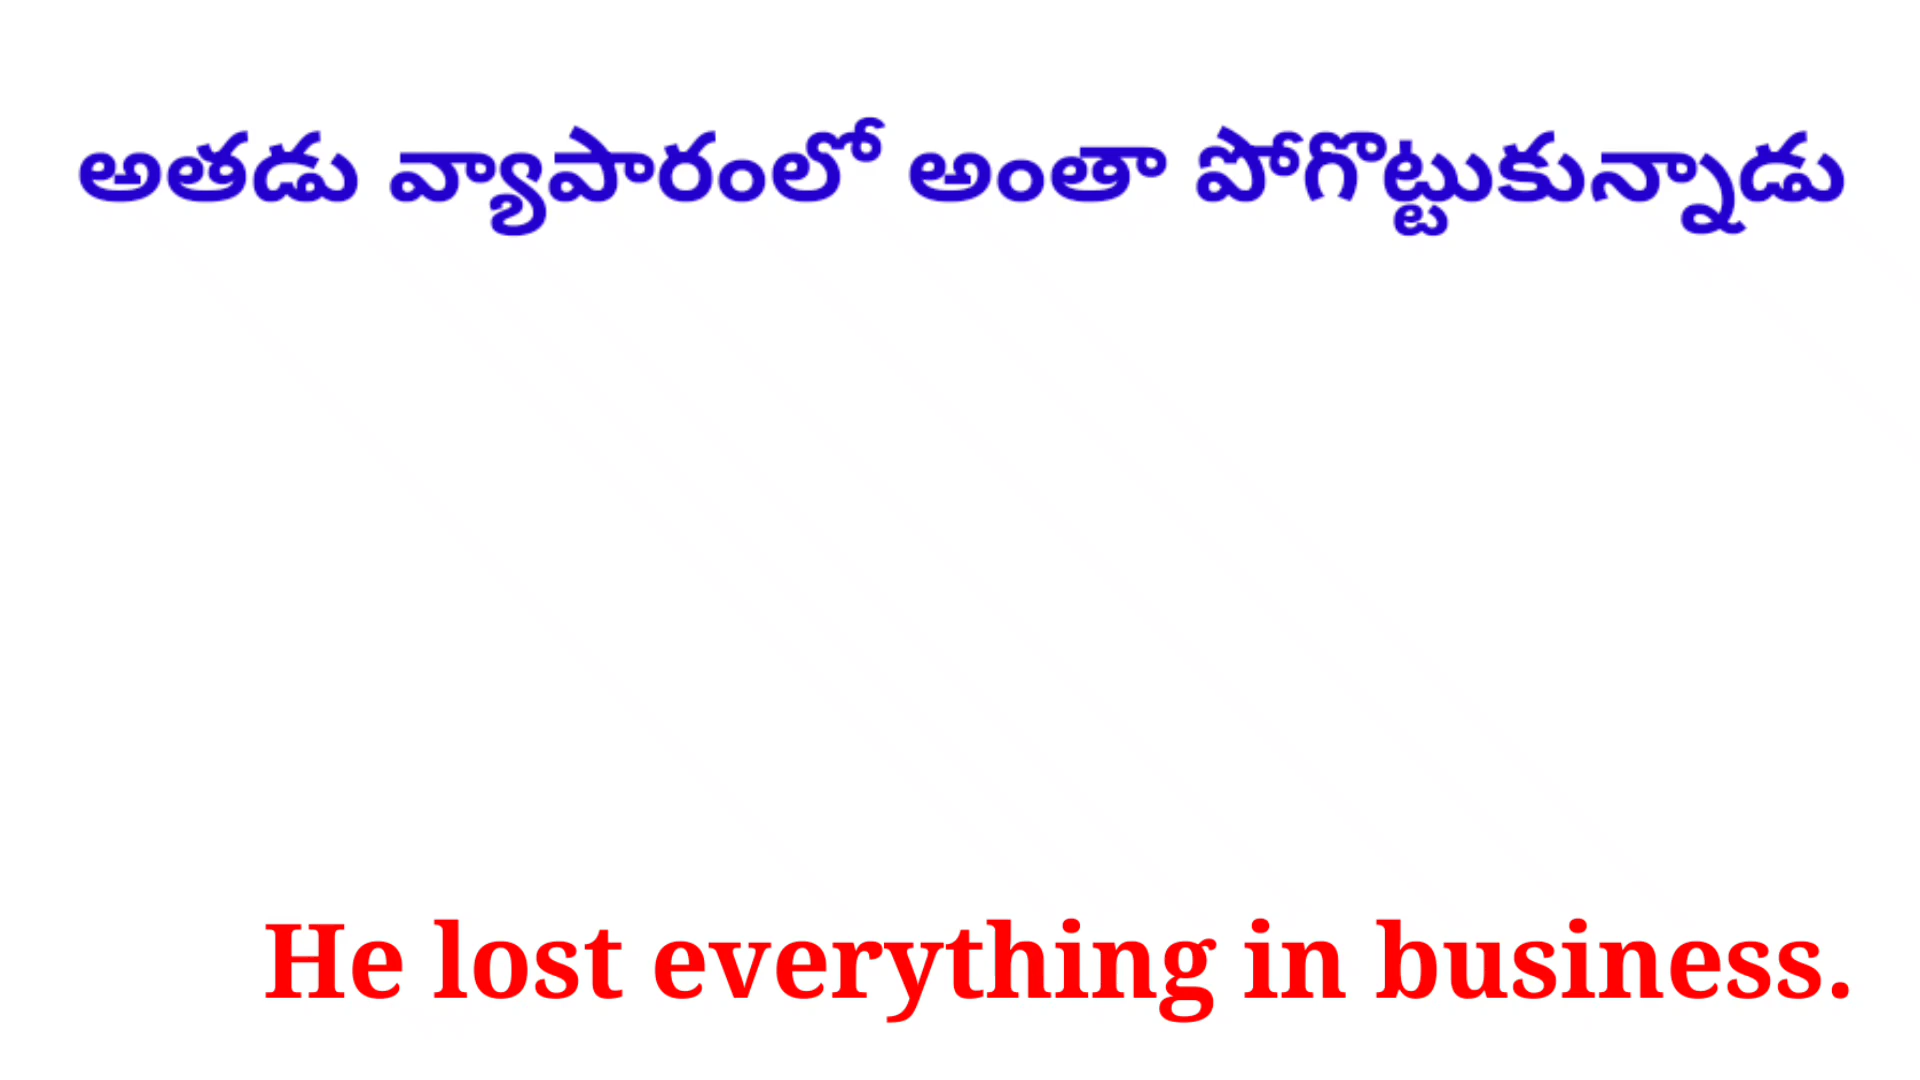 అతడు వ్యాపారంలో అంతా పోగొట్టుకున్నాడు
He lost everything in business.